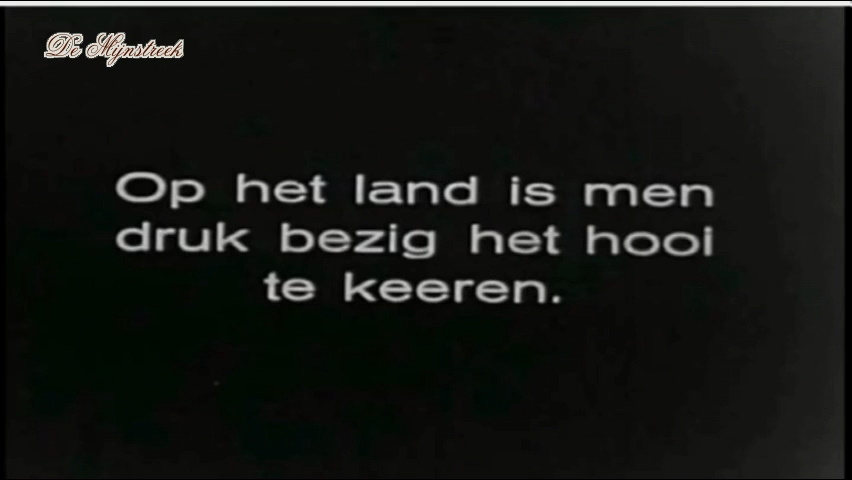 De Mijnstreek
Op het land is men
druk bezig het hooi
te keeren.